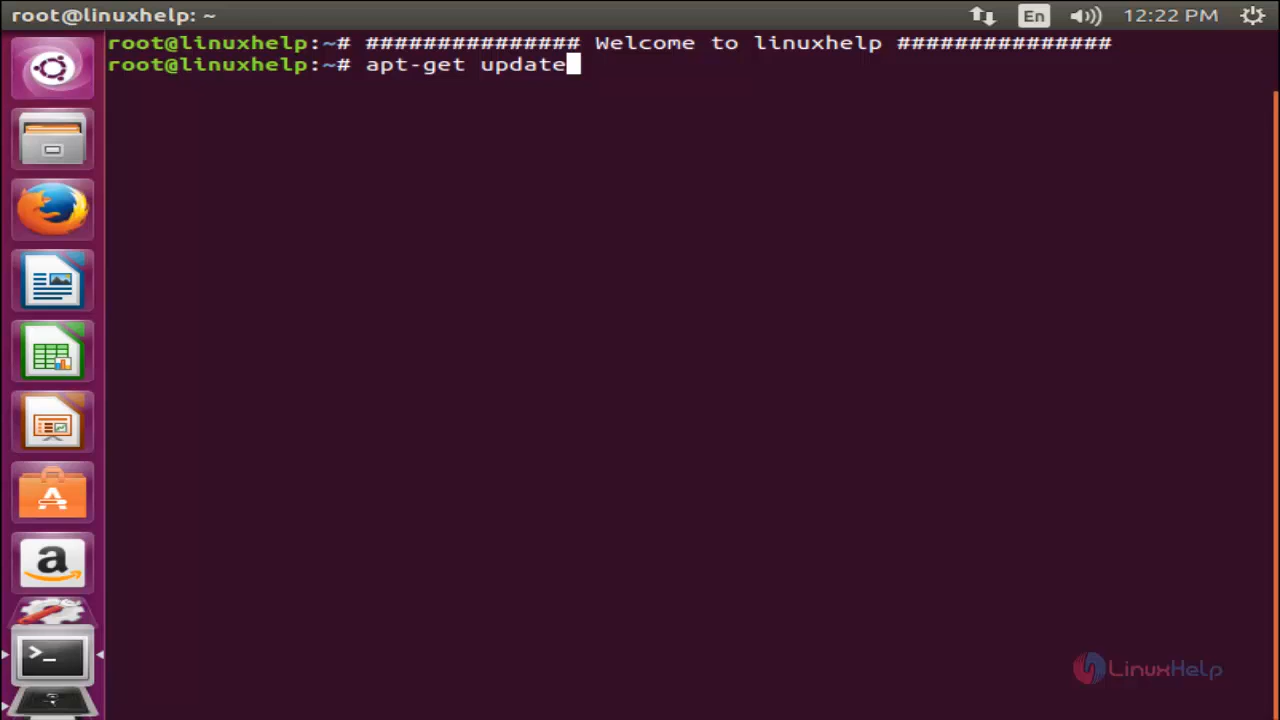 root@linuxhelp: ~
En
12:22 PM
root@linuxhelp:~# ############### Welcome to linuxhelp ###############
root@linuxhelp:~# apt-get update
a
>_
LinuxHelp